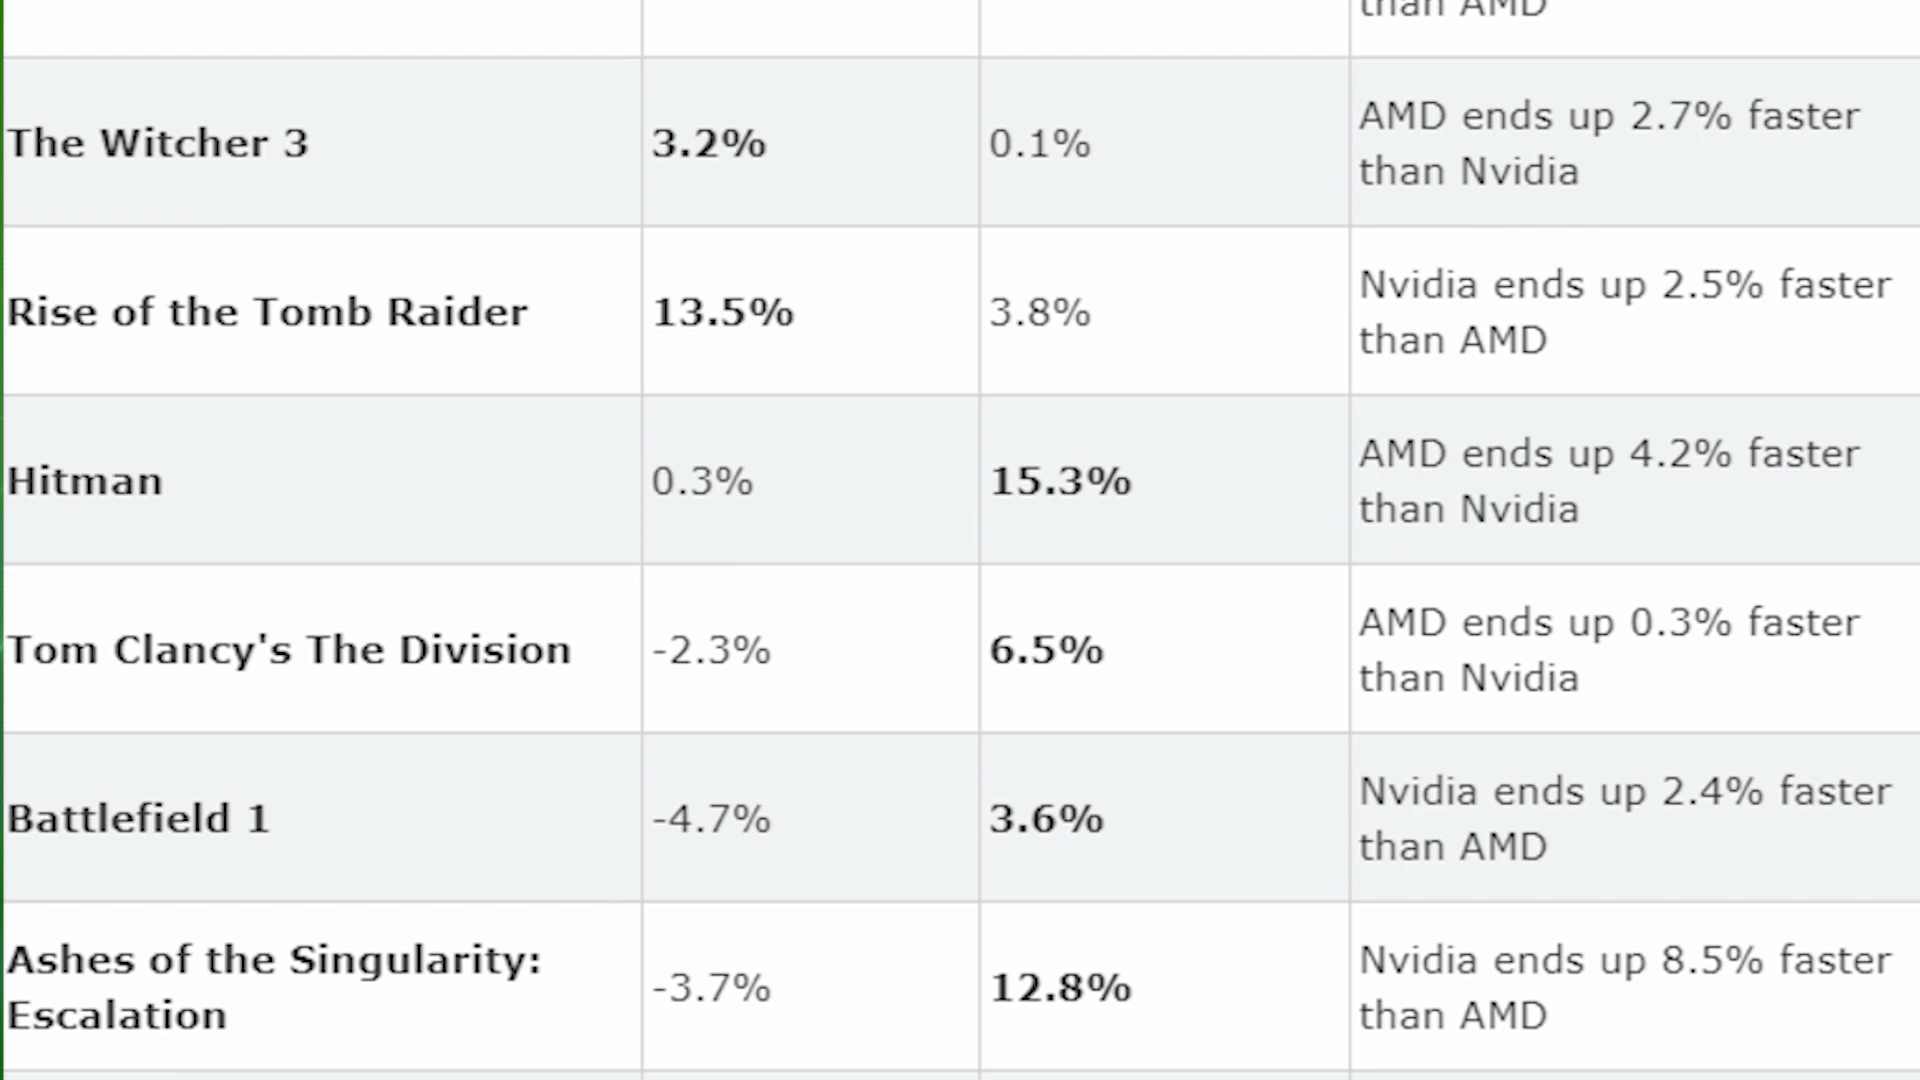 than AMD
The Witcher 3
3.2%
0.1%
AMD ends up 2.7% faster
than Nvidia
Rise of the Tomb Raider
13.5%
3.8%
Nvidia ends up 2.5% faster
than AMD
Hitman
0.3%
15.3%
AMD ends up 4.2% faster
than Nvidia
Tom Clancy's The Division
-2.3%
6.5%
AMD ends up 0.3% faster
than Nvidia
Battlefield 1
-4.7%
3.6%
Nvidia ends up 2.4% faster
than AMD
Ashes of the Singularity:
Escalation
-3.7%
12.8%
Nvidia ends up 8.5% faster
than AMD